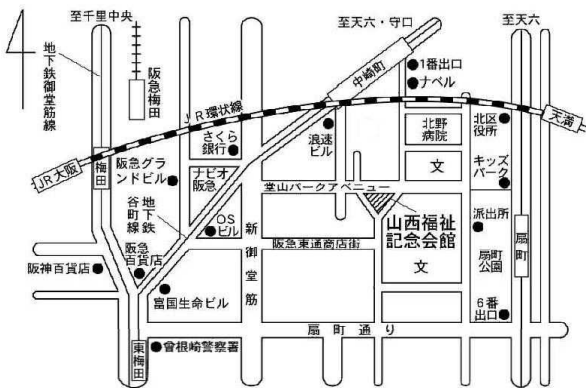 至千里中央
至天六・守口
至天六
地下鉄御堂筋線
阪急梅田
中崎町
1番出口
ナベル
JR環状線
天満
さくら
銀行
浪速
ビル
北野
病院
北区
役所
JR大阪
梅田
阪急グラ
ンドビル
ナビオ
阪急
文
キッズ
パーク
堂山パークアベニュー
地下鉄
谷町線
OS
ビル
新御堂筋
山西福祉
記念会館
派出所
阪急東通商店街
扇町
公園
扇町
阪神百貨店
阪急
百貨店
文
富国生命ビル
6番
出口
扇町通り
東梅田
曾根崎警察署